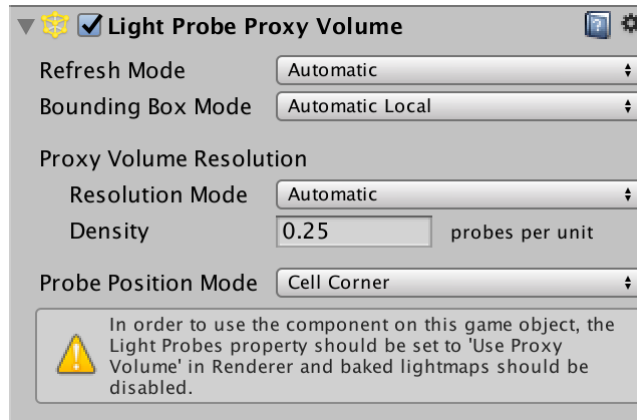 Light Probe Proxy Volume
Refresh Mode Automatic
Bounding Box Mode Automatic Local
Proxy Volume Resolution
Resolution Mode Automatic
Density 0.25 probes per unit
Probe Position Mode Cell Corner
In order to use the component on this game object, the
Light Probes property should be set to 'Use Proxy
Volume' in Renderer and baked lightmaps should be
disabled.